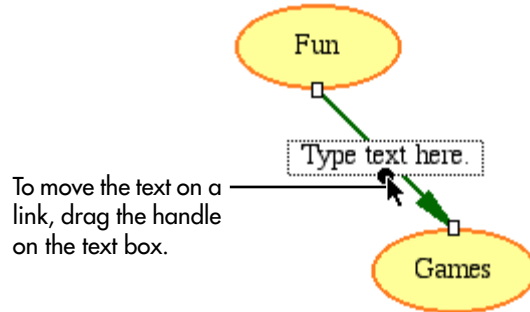 Fun
Type text here.
To move the text on a
link, drag the handle
on the text box.
Games